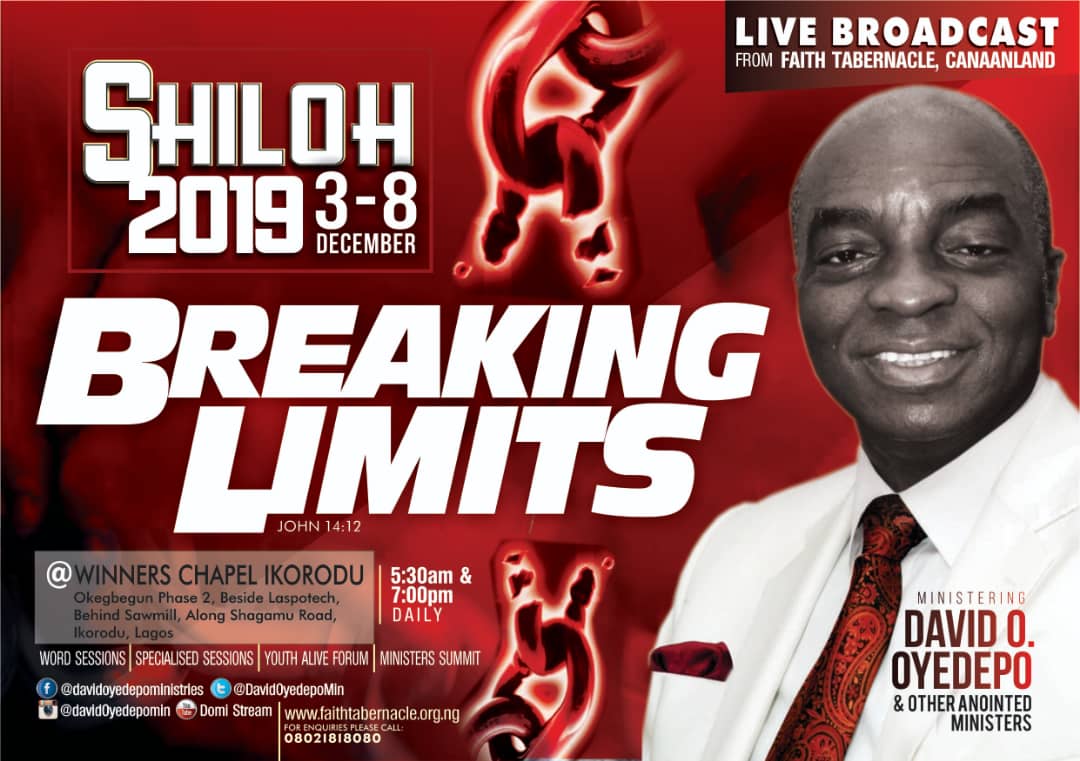 LIVE BROADCAST
FROM FAITH TABERNACLE, CANAANLAND
SHILOH
2019 3-8
DECEMBER
BREAKING
LIMITS
JOHN 14:12
@WINNERS CHAPEL IKORODU
Okegbegun Phase 2, Beside Laspotech,
Behind Sawmill, Along Shagamu Road,
Ikorodu, Lagos
5:30am &
7:00pm
DAILY
WORD SESSIONS | SPECIALISED SESSIONS | YOUTH ALIVE FORUM | MINISTERS SUMMIT
@davidoyedepoministries @DavidOyedepoMin
@davidOyedepomin Domi Stream
www.faithtabernacle.org.ng
FOR ENQUIRIES PLEASE CALL:
08021818080
MINISTERING
DAVID O.
OYEDEPO
& OTHER ANOINTED
MINISTERS